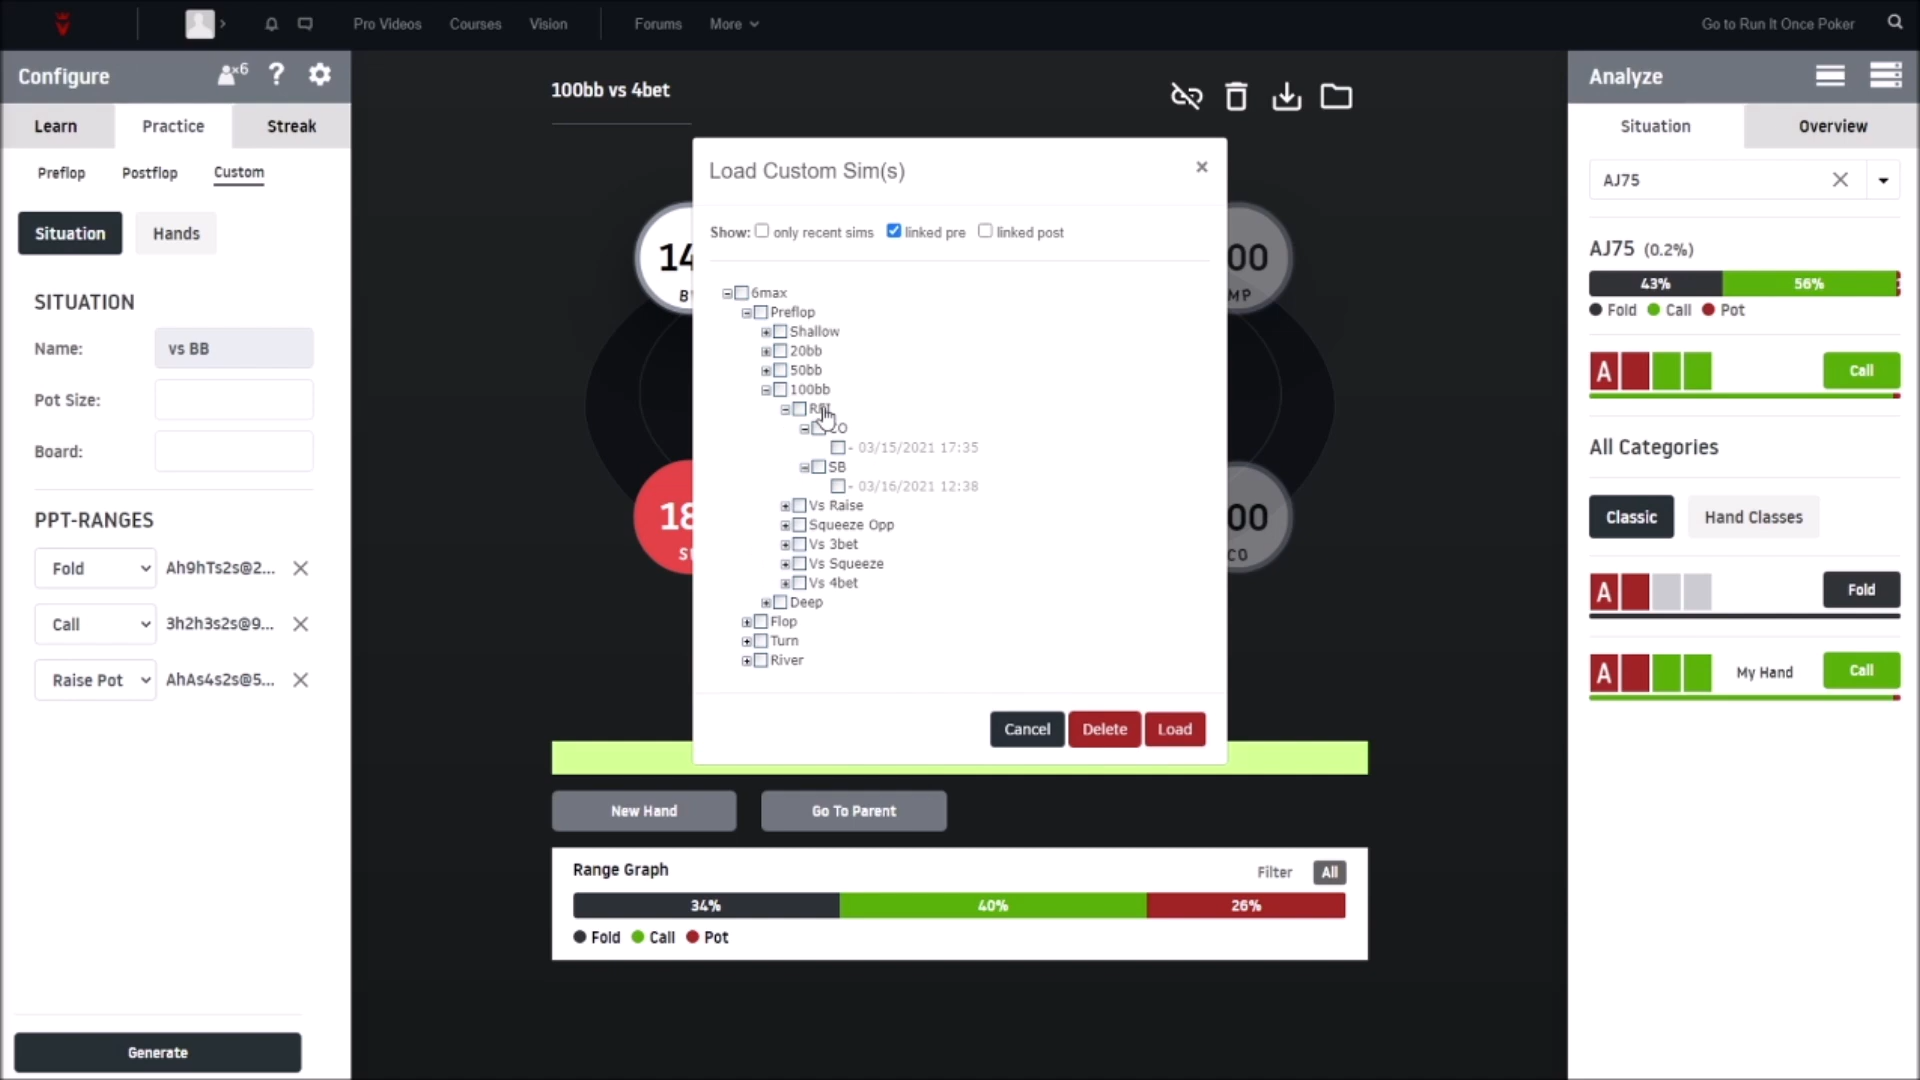 Pro Videos Courses Vision Forums More Go to Run It Once Poker
Configure ×6 ?
Learn Practice Streak
Preflop Postflop Custom
Situation Hands
SITUATION
Name: vs BB
Pot Size:
Board:
PPT-RANGES
Fold Ah9hTs2s@2...
Call 3h2h3s2s@9...
Raise Pot AhAs4s2s@5...
Generate
100bb vs 4bet
Load Custom Sim(s) ×
Show: only recent sims linked pre linked post
6max
Preflop
Shallow
20bb
50bb
100bb
- 03/15/2021 17:35
SB
- 03/16/2021 12:38
Vs Raise
Squeeze Opp
Vs 3bet
Vs Squeeze
Vs 4bet
Deep
Flop
Turn
River
Cancel Delete Load
MP
CO
New Hand Go To Parent
Range Graph Filter All
34% 40% 26%
Fold Call Pot
Analyze
Situation Overview
AJ75
AJ75 (0.2%)
43% 56%
Fold Call Pot
A Call
All Categories
Classic Hand Classes
A Fold
A My Hand Call